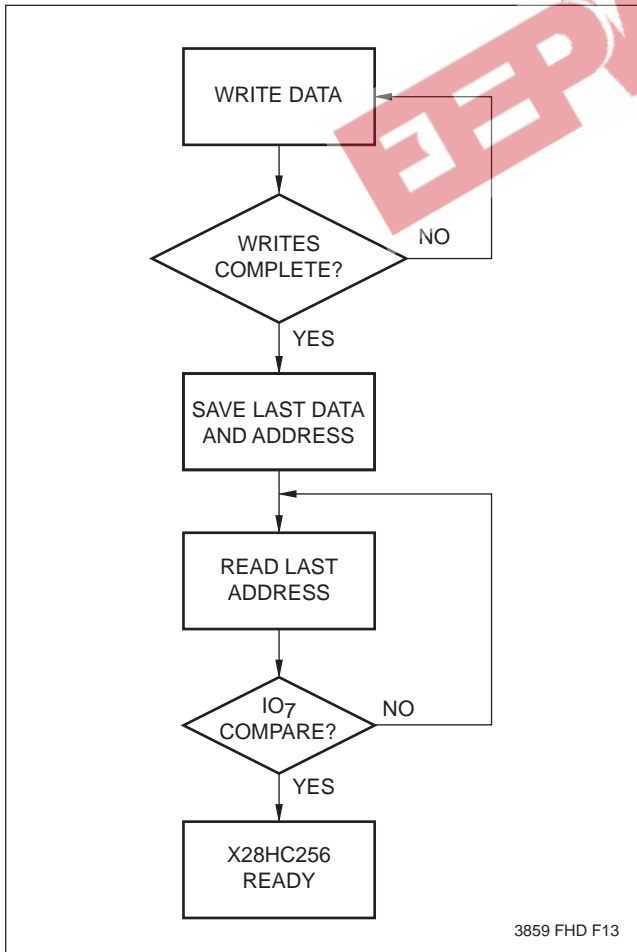 WRITE DATA
WRITES
COMPLETE?
NO
YES
SAVE LAST DATA
AND ADDRESS
READ LAST
ADDRESS
IO7
COMPARE?
NO
YES
X28HC256
READY
3859 FHD F13